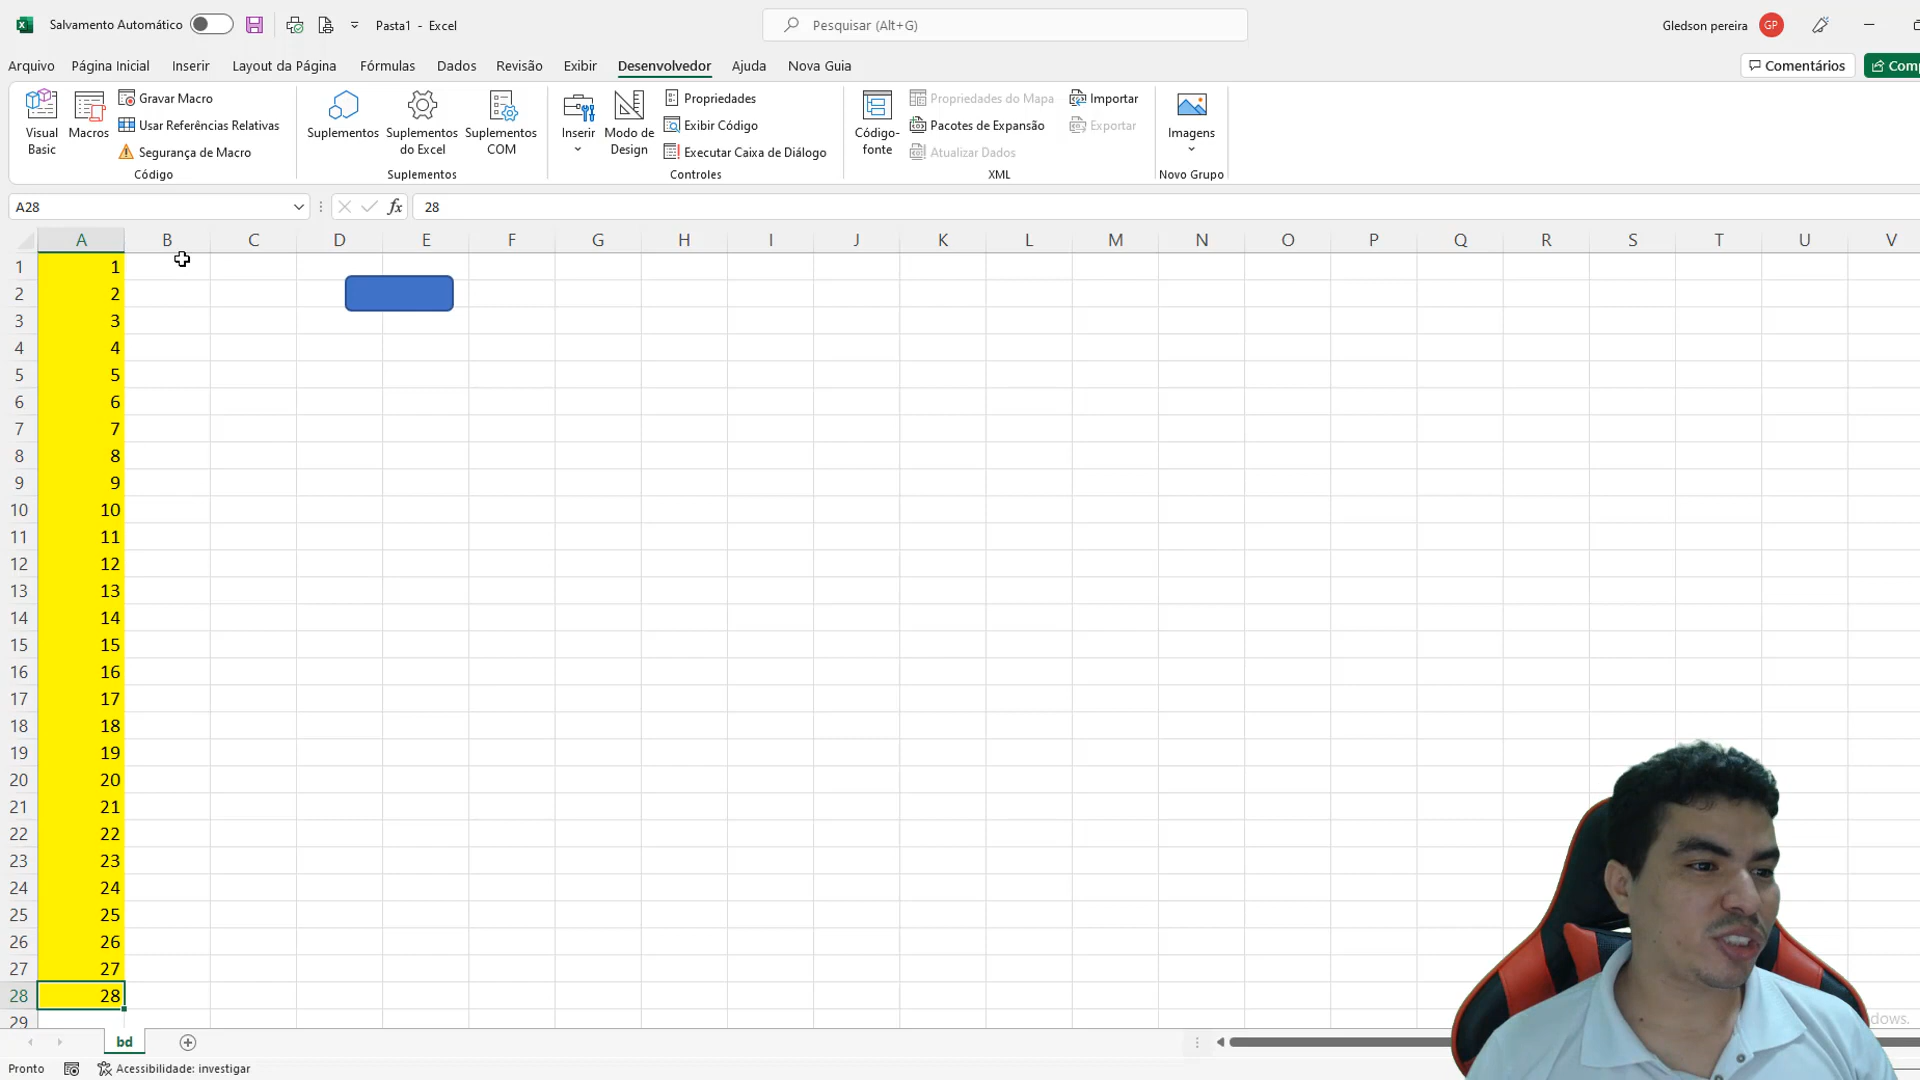 Salvamento Automático
Pasta1 - Excel
Pesquisar (Alt+G)
Gledson pereira
GP
Arquivo
Página Inicial
Inserir
Layout da Página
Fórmulas
Dados
Revisão
Exibir
Desenvolvedor
Ajuda
Nova Guia
Comentários
Visual Basic
Macros
Gravar Macro
Usar Referências Relativas
Segurança de Macro
Código
Suplementos
Suplementos do Excel
Suplementos COM
Suplementos
Inserir
Modo de Design
Propriedades
Exibir Código
Executar Caixa de Diálogo
Controles
Código-fonte
Propriedades do Mapa
Pacotes de Expansão
Atualizar Dados
Importar
Exportar
XML
Imagens
Novo Grupo
A28
fx
28
A B C D E F G H I J K L M N O P Q R S T U V
1 1
2 2
3 3
4 4
5 5
6 6
7 7
8 8
9 9
10 10
11 11
12 12
13 13
14 14
15 15
16 16
17 17
18 18
19 19
20 20
21 21
22 22
23 23
24 24
25 25
26 26
27 27
28 28
29
bd
Pronto
Acessibilidade: investigar